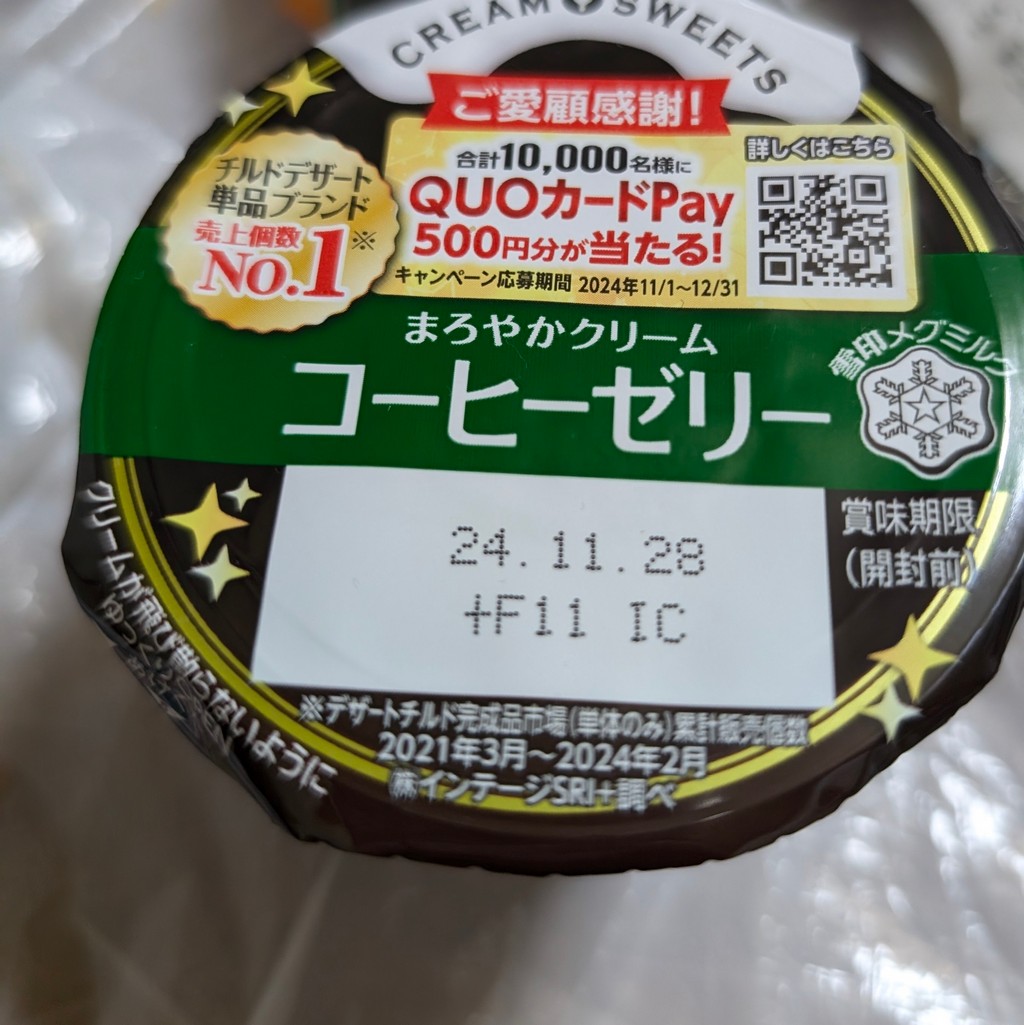 CREAM SWEETS
ご愛顧感謝!
チルドデザート
単品ブランド
売上個数
No.1※
合計10,000名様に
QUOカードPay
500円分が当たる!
キャンペーン応募期間 2024年11/1~12/31
詳しくはこちら
まろやかクリーム
コーヒーゼリー
雪印メグミルク
賞味期限
(開封前)
24.11.28
+F11 IC
※デザートチルド完成品市場(単体のみ)累計販売個数
2021年3月~2024年2月
㈱インテージSRI+調べ
クリームが飛び散らないように